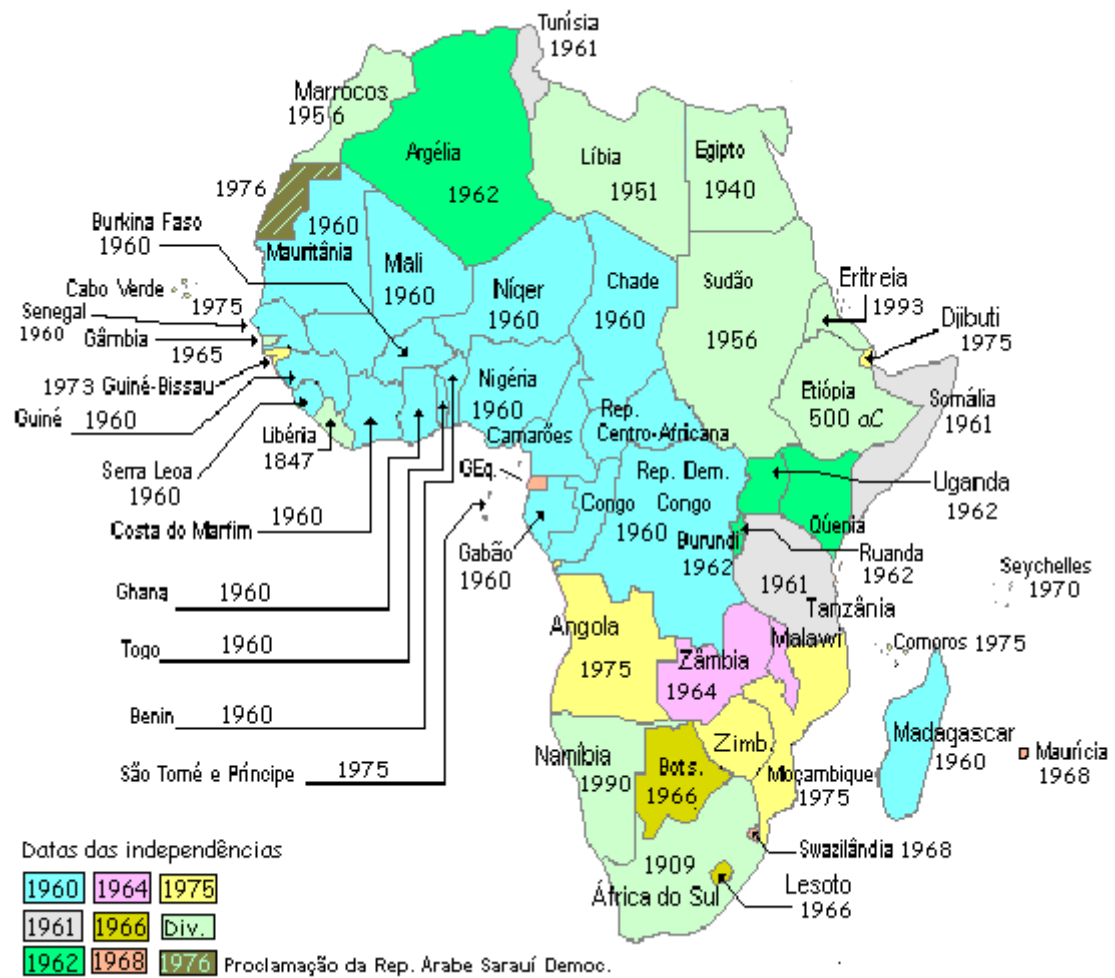 Tunísia
1961
Marrocos
1956
Argélia
1962
Líbia
1951
Egipto
1940
1976
Burkina Faso
1960
1960
Mauritânia
Mali
1960
Níger
1960
Chade
1960
Sudão
1956
Eritreia
1993
Djibuti
1975
Cabo Verde
1975
Senegal
1960
Gâmbia
1965
1973 Guiné-Bissau
Guiné 1960
Nigéria
1960
Etiópia
500 aC
Somália
1961
Libéria
1847
Camarões
Rep.
Centro-Africana
Serra Leoa
1960
GEq.
Rep. Dem.
Congo
Congo
1960
Uganda
1962
Costa do Marfim 1960
Gabão
1960
Burundi
1962
Qúenia
Ruanda
1962
Seychelles
1970
Ghana 1960
1961
Tanzânia
Togo 1960
Angola
1975
Zâmbia
1964
Malawi
Comoros 1975
Benin 1960
Madagascar
1960
Maurícia
1968
São Tomé e Príncipe 1975
Namíbia
1990
Bots.
1966
Zimb.
Moçambique
1975
Swazilândia 1968
1909
África do Sul
Lesoto
1966
Datas das independências
1960 1964 1975
1961 1966 Div.
1962 1968 1976 Proclamação da Rep. Árabe Sarauí Democ.